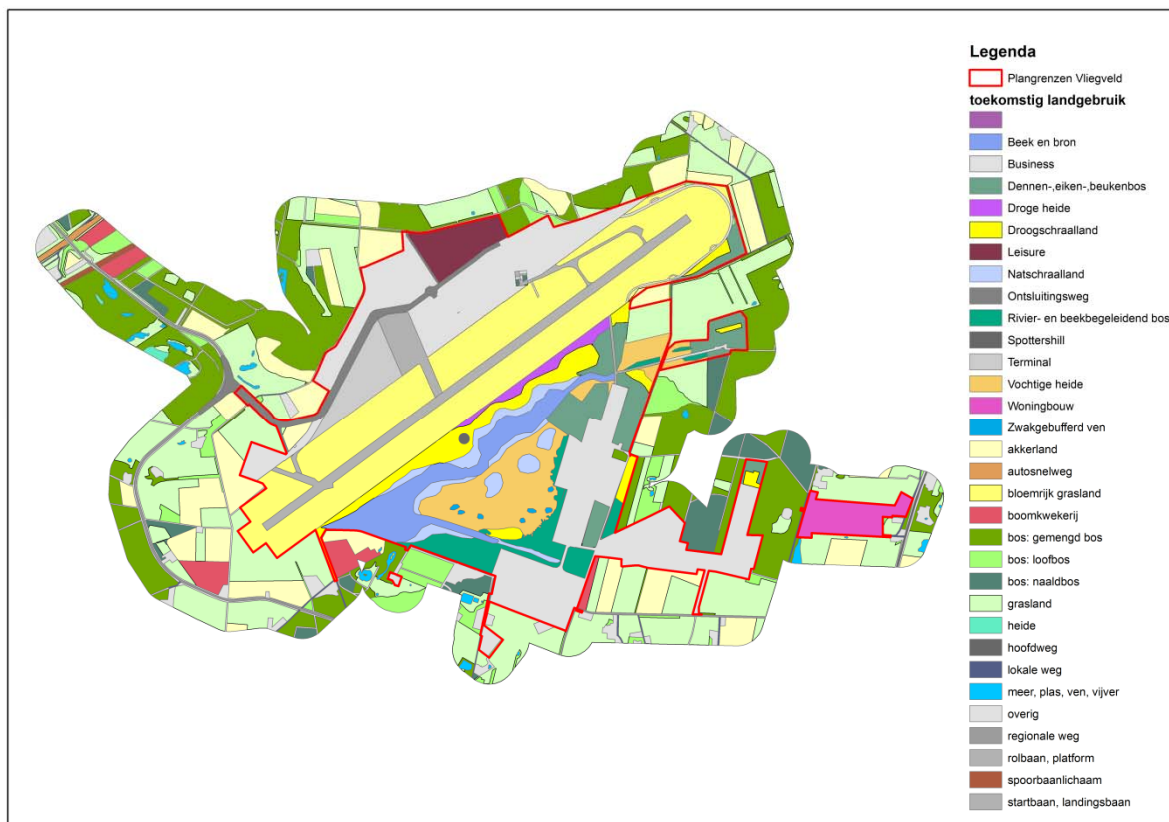 Legenda
Plangrenzen Vliegveld
toekomstig landgebruik
Beek en bron
Business
Dennen-,eiken-,beukenbos
Droge heide
Droogschraalland
Leisure
Natschraalland
Ontsluitingsweg
Rivier- en beekbegeleidend bos
Spottershill
Terminal
Vochtige heide
Woningbouw
Zwakgebufferd ven
akkerland
autosnelweg
bloemrijk grasland
boomkwekerij
bos: gemengd bos
bos: loofbos
bos: naaldbos
grasland
heide
hoofdweg
lokale weg
meer, plas, ven, vijver
overig
regionale weg
rolbaan, platform
spoorbaanlichaam
startbaan, landingsbaan